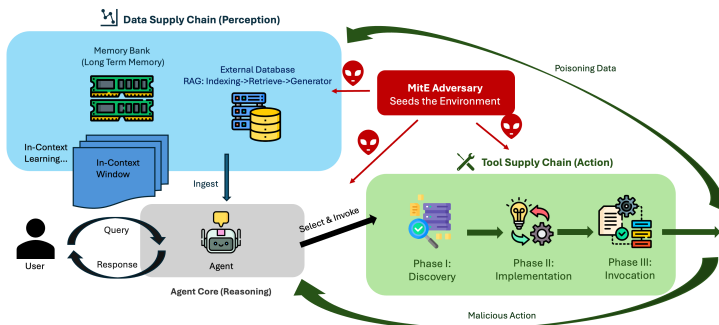 Data Supply Chain (Perception)
Memory Bank
(Long Term Memory)
External Database
RAG: Indexing->Retrieve->Generator
In-Context
Learning...
In-Context
Window
Ingest
MitE Adversary
Seeds the Environment
Poisoning Data
Tool Supply Chain (Action)
Select & Invoke
Query
Response
User
Agent
Agent Core (Reasoning)
Phase I:
Discovery
Phase II:
Implementation
Phase III:
Invocation
Malicious Action